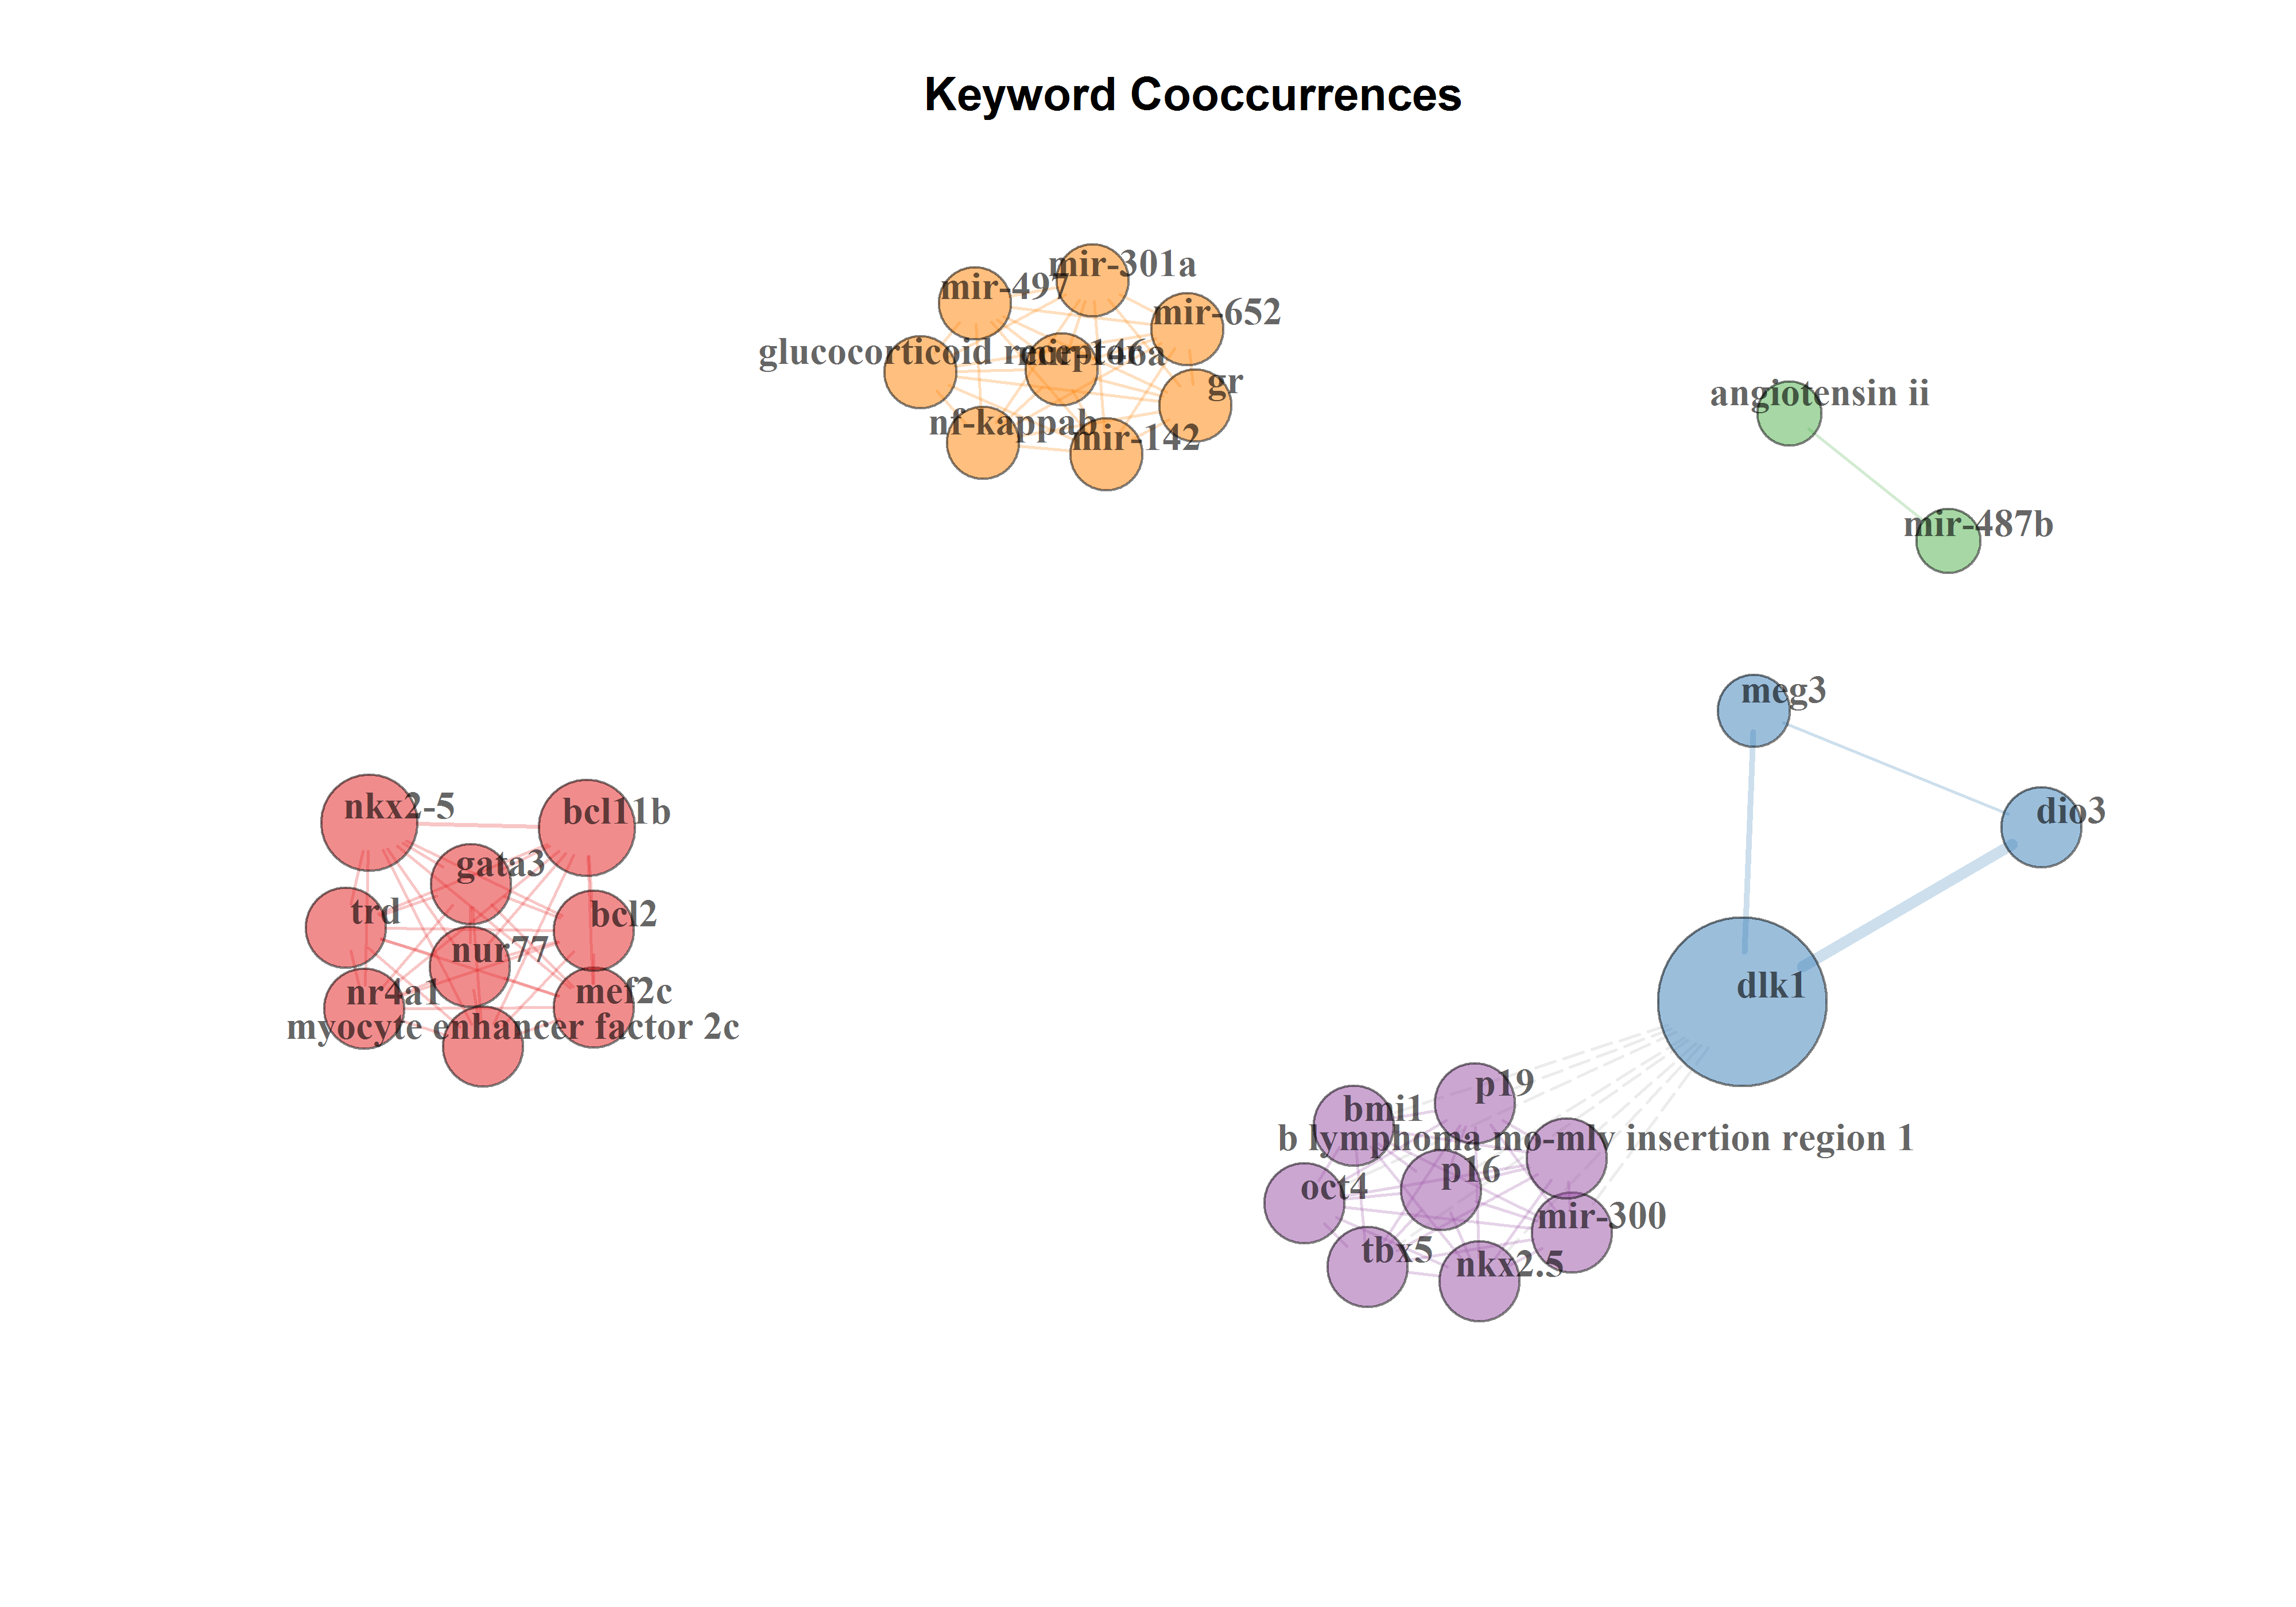 Keyword Cooccurrences
mir-301a
mir-497
mir-652
glucocorticoid receptor
mir-146a
gr
nf-kappab
mir-142
angiotensin ii
mir-487b
meg3
dio3
dlk1
nkx2-5
bcl11b
gata3
trd
bcl2
nur77
nr4a1
mef2c
myocyte enhancer factor 2c
p19
bmi1
b lymphoma mo-mlv insertion region 1
p16
oct4
mir-300
tbx5
nkx2.5